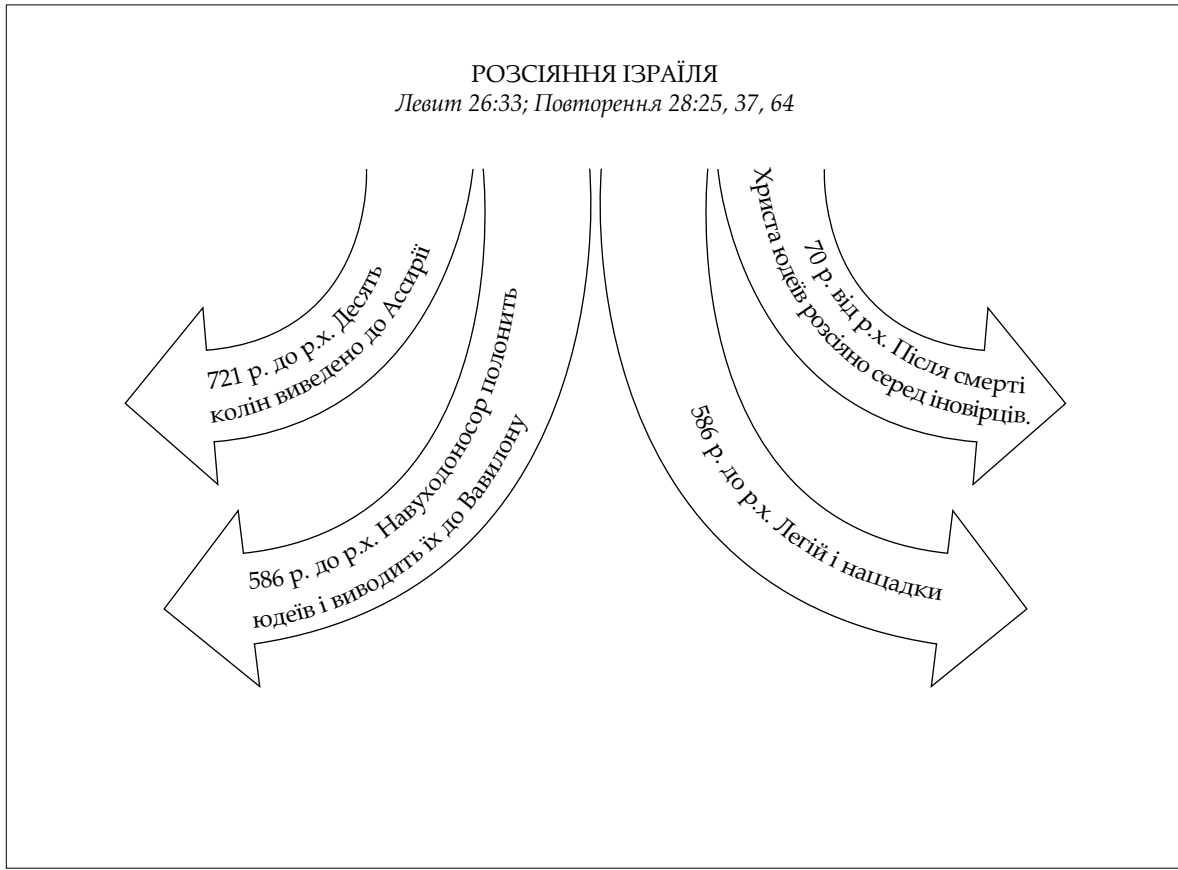 РОЗСІЯННЯ ІЗРАЇЛЯ
Левит 26:33; Повторення 28:25, 37, 64
721 р. до р.х. Десять
колін виведено до Ассирії
586 р. до р.х. Навуходоносор полонить
юдеїв і виводить їх до Вавилону
586 р. до р.х. Легій і нащадки
70 р. від р.х. Після смерті
Христа юдеїв розсіяно серед іновірців.